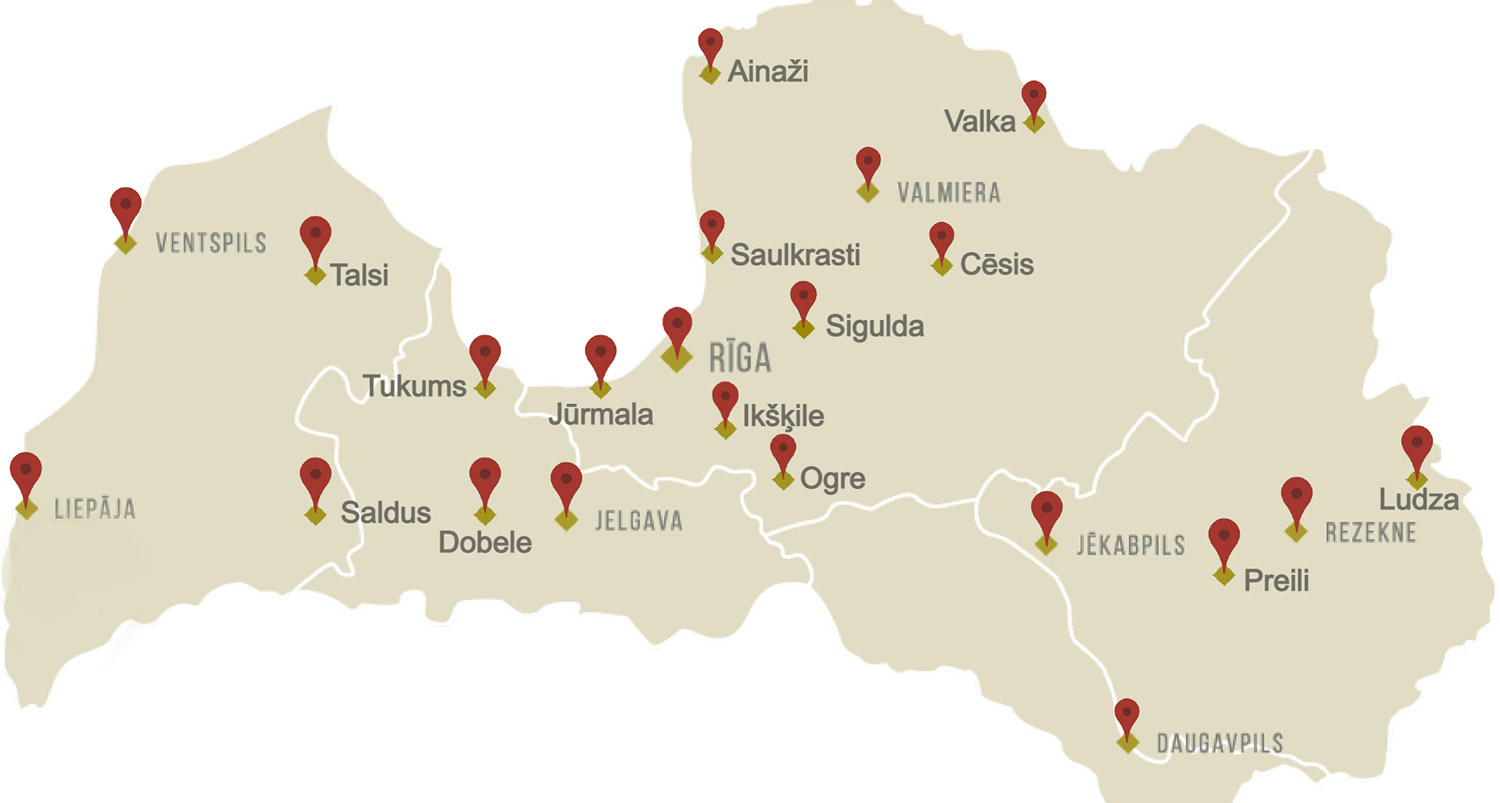 Ainaži
Valka
VALMIERA
VENTSPILS
Saulkrasti
Cēsis
Talsi
Sigulda
RĪGA
Tukums
Jūrmala
Ikšķile
Ogre
Ludza
LIEPĀJA
Saldus
JELGAVA
REZEKNE
Dobele
JĒKABPILS
Preili
DAUGAVPILS